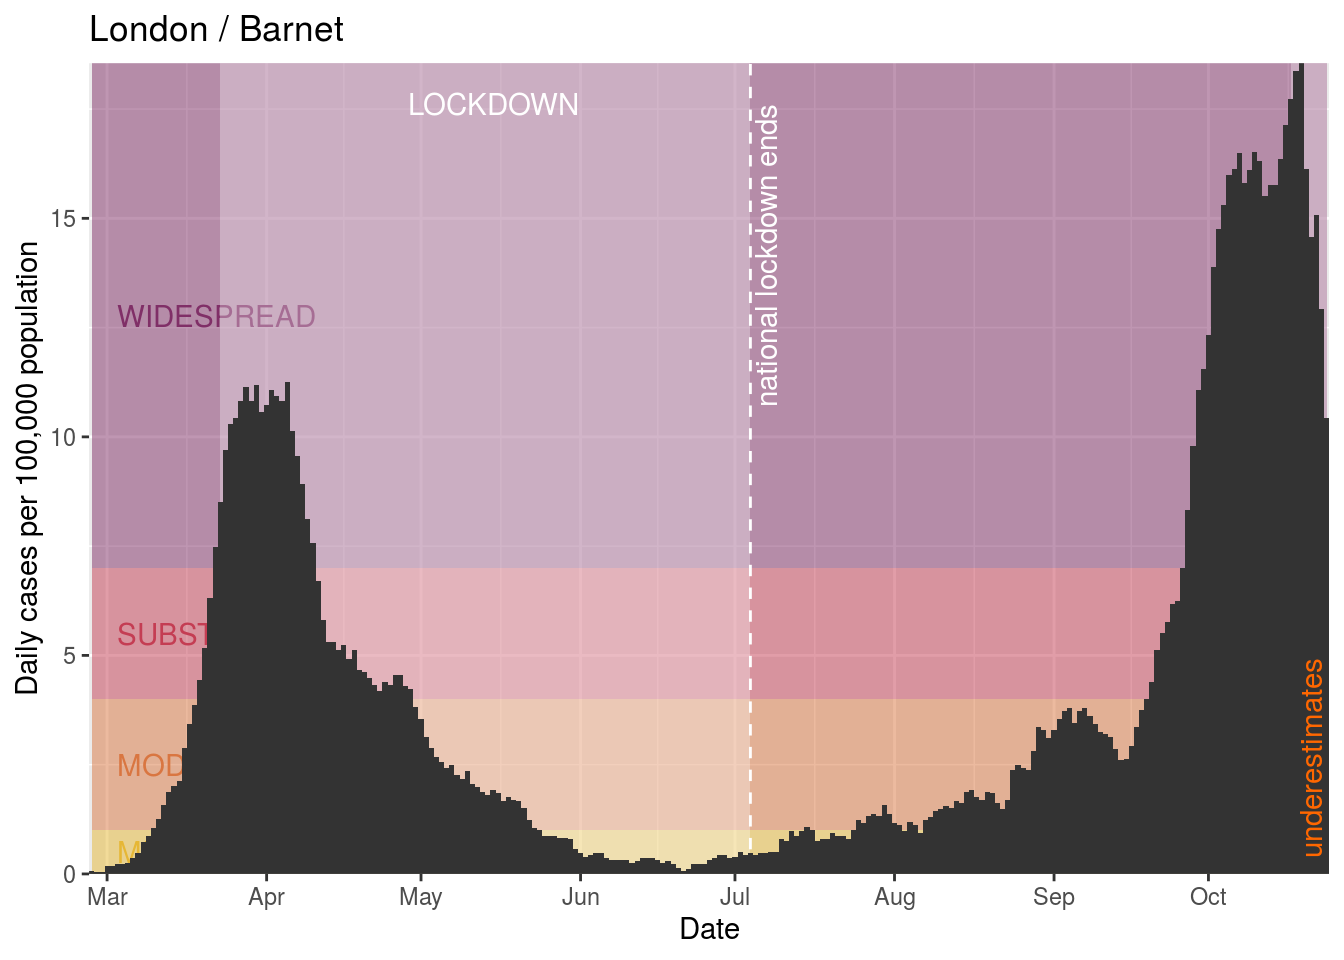 London / Barnet
Daily cases per 100,000 population
15
10
5
0
LOCKDOWN
national lockdown ends
WIDESPREAD
SUBST
MOD
M
underestimates
Mar Apr May Jun Jul Aug Sep Oct
Date